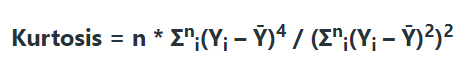 Kurtosis = n * Σⁿᵢ(Yᵢ – Ȳ)⁴ / (Σⁿᵢ(Yᵢ – Ȳ)²)²